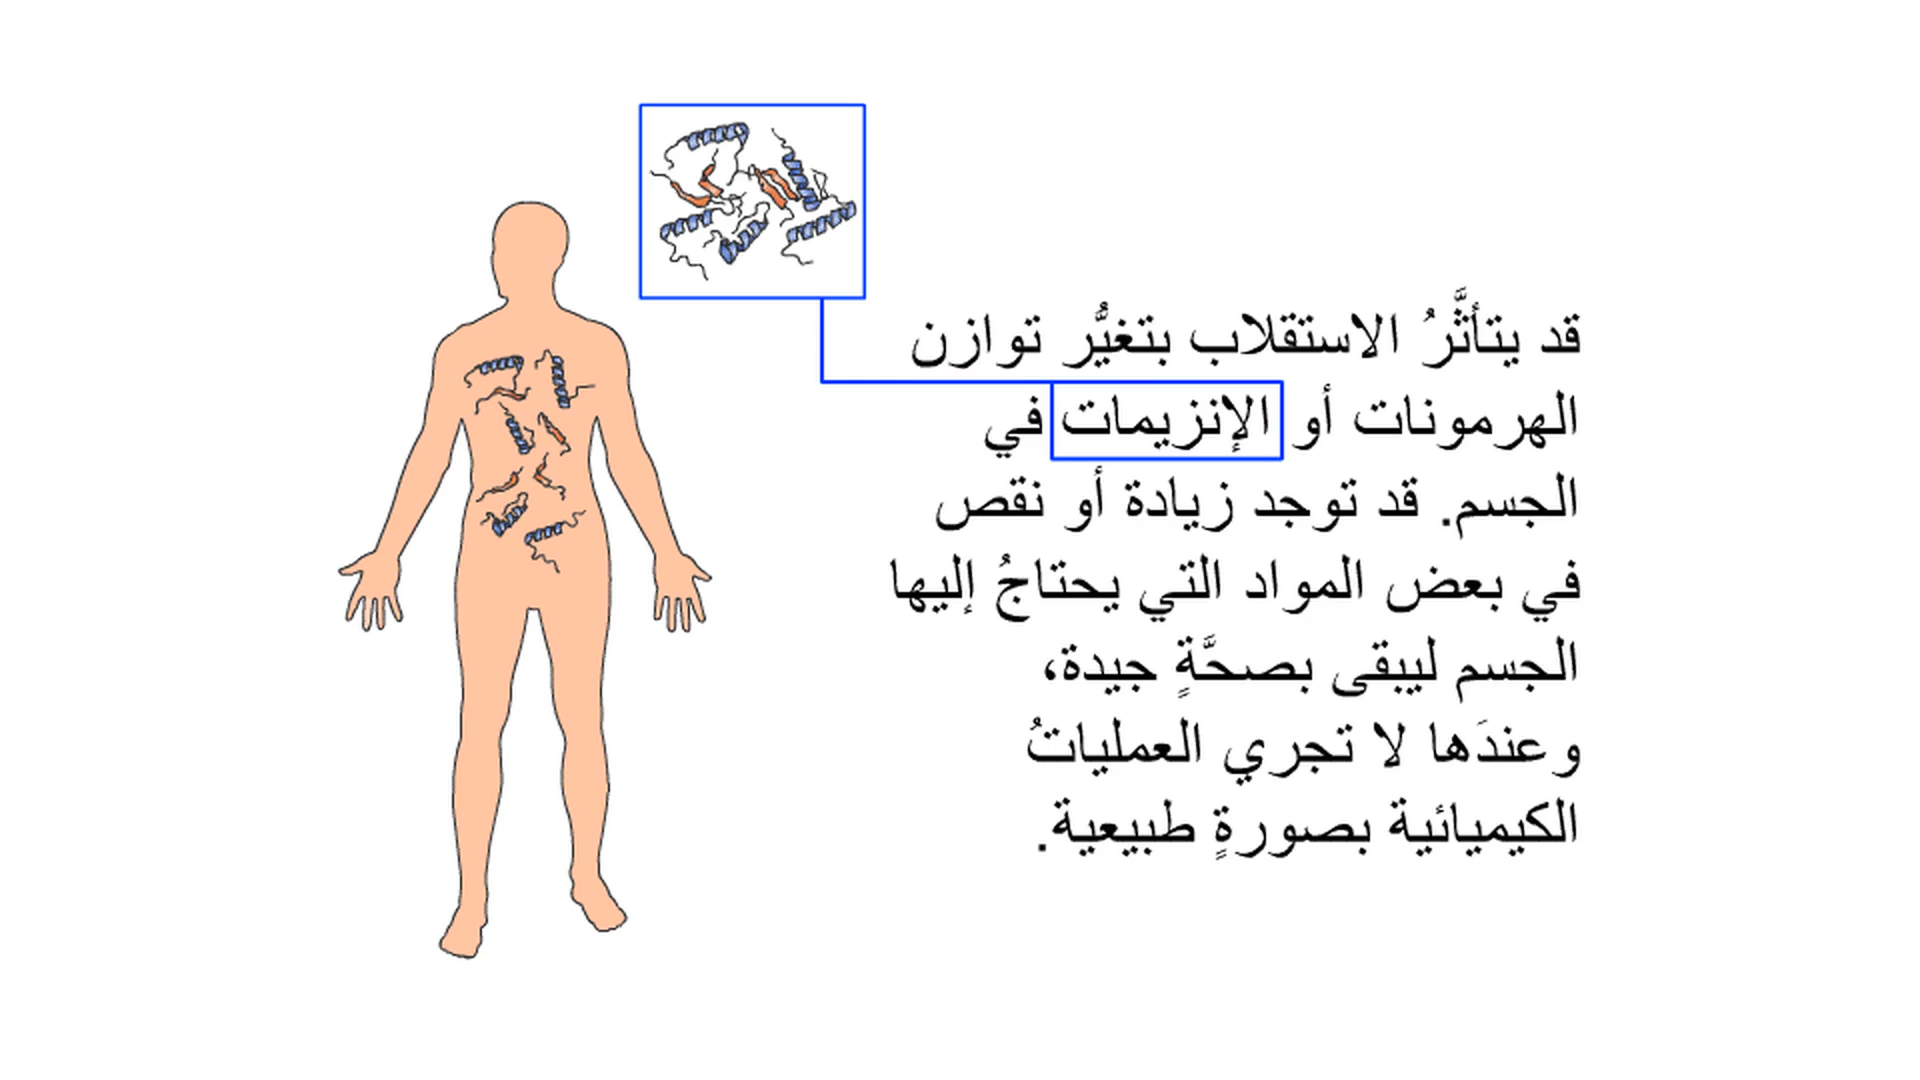 قد يتأثَّرُ الاستقلاب بتغيُّر توازن
الهرمونات أو الإنزيمات في
الجسم. قد توجد زيادة أو نقص
في بعض المواد التي يحتاجُ إليها
الجسم ليبقى بصحَّةٍ جيدة،
وعندَها لا تجري العملياتُ
الكيميائية بصورةٍ طبيعية.